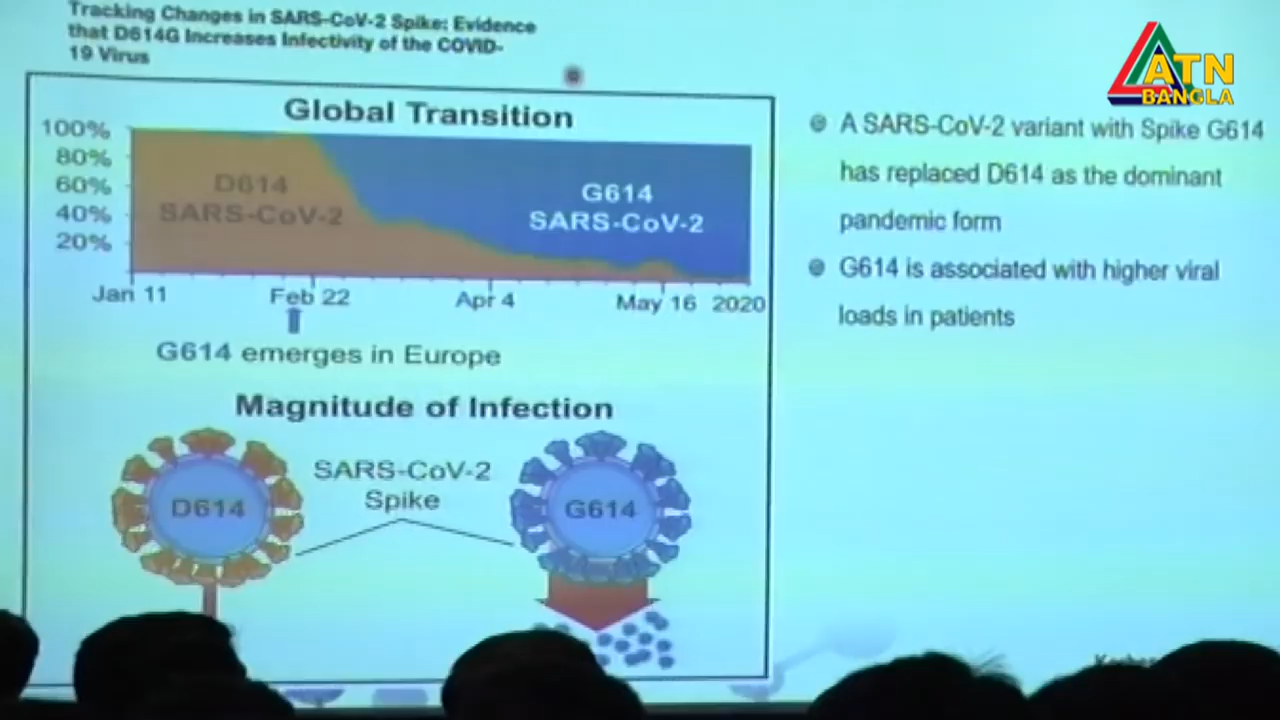 Tracking Changes in SARS-CoV-2 Spike: Evidence
that D614G Increases Infectivity of the COVID-
19 Virus
ATN
BANGLA
Global Transition
100%
80%
60%
40%
20%
D614
SARS-CoV-2
G614
SARS-CoV-2
Jan 11
Feb 22
Apr 4
May 16
2020
G614 emerges in Europe
Magnitude of Infection
SARS-CoV-2
Spike
D614
G614
A SARS-CoV-2 variant with Spike G614
has replaced D614 as the dominant
pandemic form
G614 is associated with higher viral
loads in patients